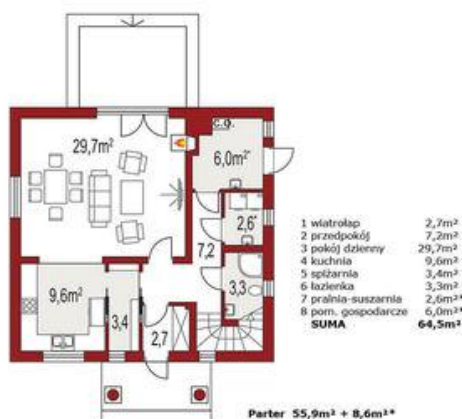 c.o.
29,7m²
6,0m²*
2,6*
7,2
9,6m²
3,4
2,7
3,3
1 wiatrołap 2,7m²
2 przedpokój 7,2m²
3 pokój dzienny 29,7m²
4 kuchnia 9,6m²
5 spiżarnia 3,4m²
6 łazienka 3,3m²
7 pralnia-suszarnia 2,6m²*
8 pom. gospodarcze 6,0m²*
SUMA 64,5m²
Parter 55,9m² + 8,6m²*